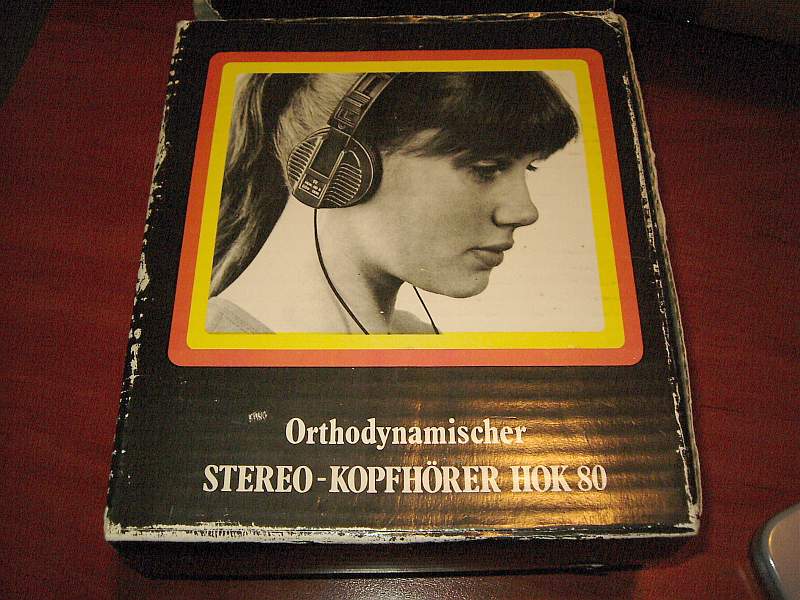 Orthodynamischer
STEREO-KOPFHÖRER HOK 80